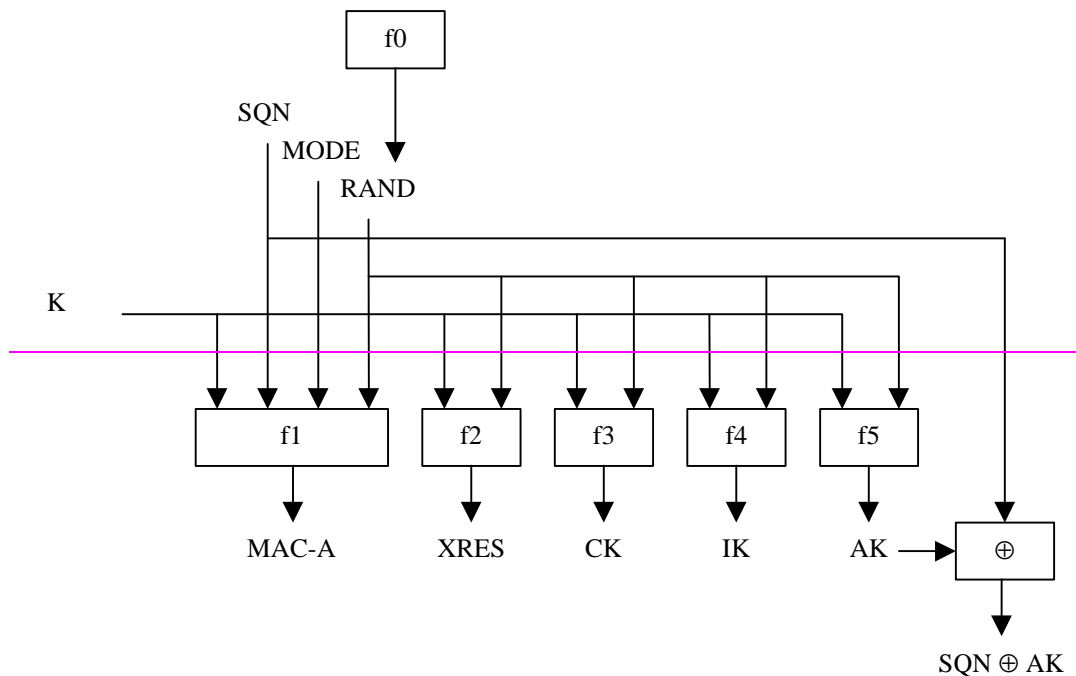 f0
SQN
MODE
RAND
K
f1
f2
f3
f4
f5
MAC-A
XRES
CK
IK
AK
⊕
SQN ⊕ AK